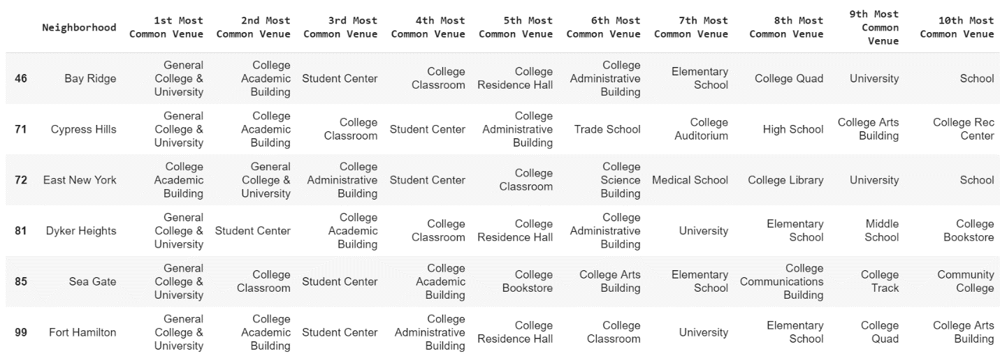 Neighborhood 1st Most Common Venue 2nd Most Common Venue 3rd Most Common Venue 4th Most Common Venue 5th Most Common Venue 6th Most Common Venue 7th Most Common Venue 8th Most Common Venue 9th Most Common Venue 10th Most Common Venue
46 Bay Ridge General College & University College Academic Building Student Center College Classroom College Residence Hall College Administrative Building Elementary School College Quad University School
71 Cypress Hills General College & University College Academic Building College Classroom Student Center College Administrative Building Trade School College Auditorium High School College Arts Building College Rec Center
72 East New York College Academic Building General College & University College Administrative Building Student Center College Classroom College Science Building Medical School College Library University School
81 Dyker Heights General College & University Student Center College Academic Building College Classroom College Residence Hall College Administrative Building University Elementary School Middle School College Bookstore
85 Sea Gate General College & University College Classroom Student Center College Academic Building College Bookstore College Arts Building Elementary School College Communications Building College Track Community College
99 Fort Hamilton General College & University College Academic Building Student Center College Administrative Building College Residence Hall College Classroom University Elementary School College Quad College Arts Building